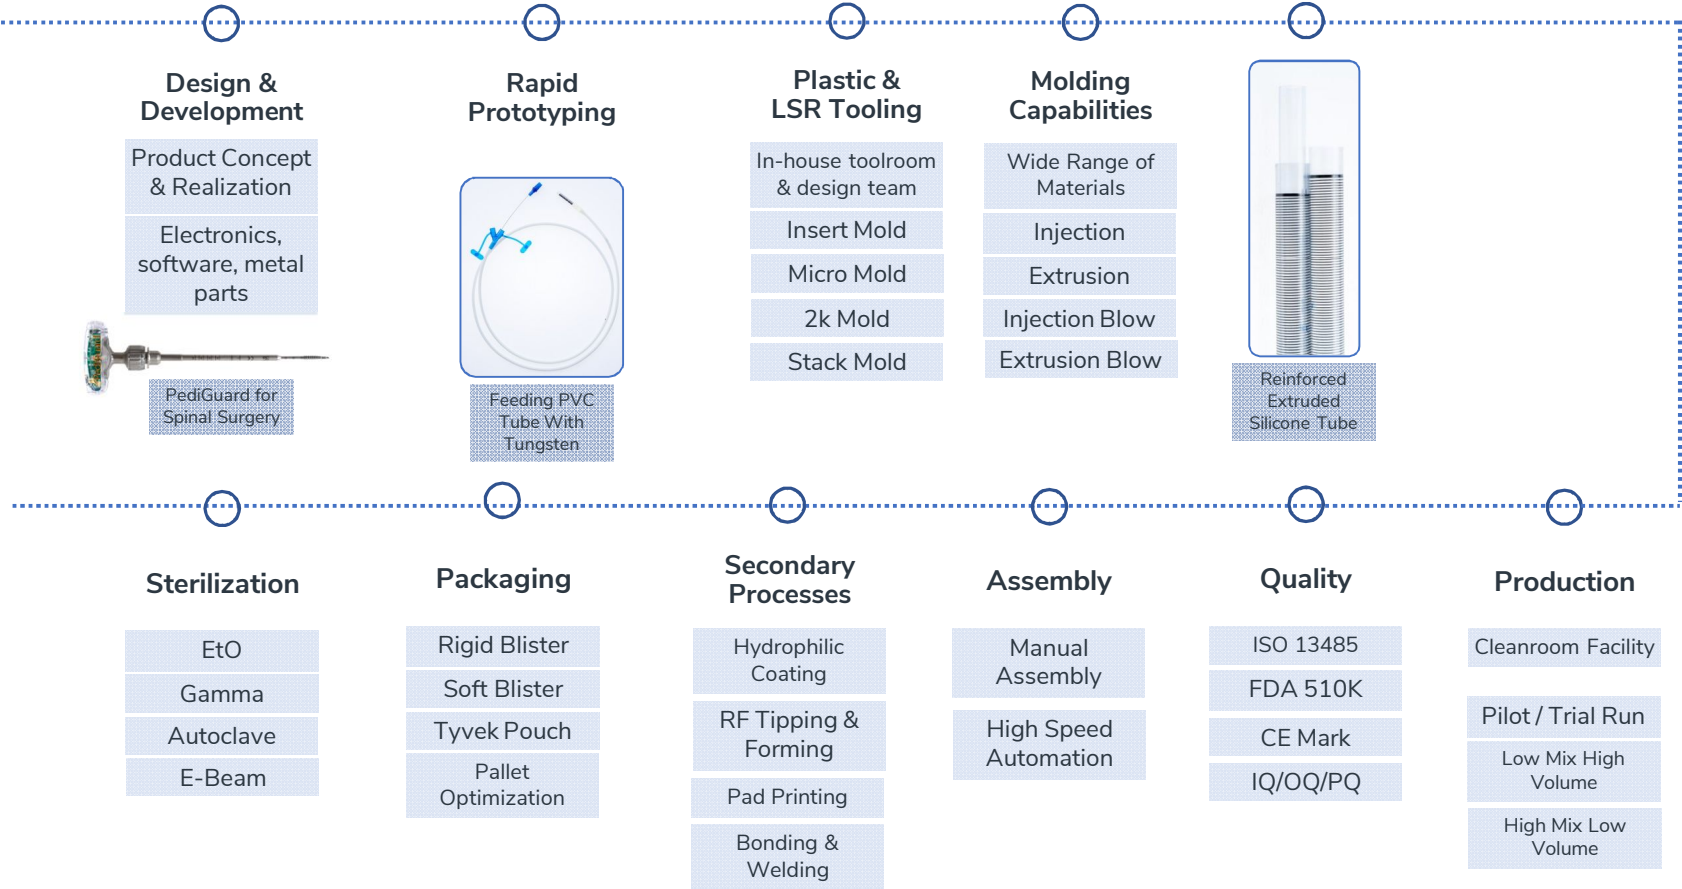 Design &
Development
Product Concept
& Realization
Electronics,
software, metal
parts
PediGuard for
Spinal Surgery
Rapid
Prototyping
Feeding PVC
Tube With
Tungsten
Plastic &
LSR Tooling
In-house toolroom
& design team
Insert Mold
Micro Mold
2k Mold
Stack Mold
Molding
Capabilities
Wide Range of
Materials
Injection
Extrusion
Injection Blow
Extrusion Blow
Reinforced
Extruded
Silicone Tube
Sterilization
EtO
Gamma
Autoclave
E-Beam
Packaging
Rigid Blister
Soft Blister
Tyvek Pouch
Pallet
Optimization
Secondary
Processes
Hydrophilic
Coating
RF Tipping &
Forming
Pad Printing
Bonding &
Welding
Assembly
Manual
Assembly
High Speed
Automation
Quality
ISO 13485
FDA 510K
CE Mark
IQ/OQ/PQ
Production
Cleanroom Facility
Pilot / Trial Run
Low Mix High
Volume
High Mix Low
Volume